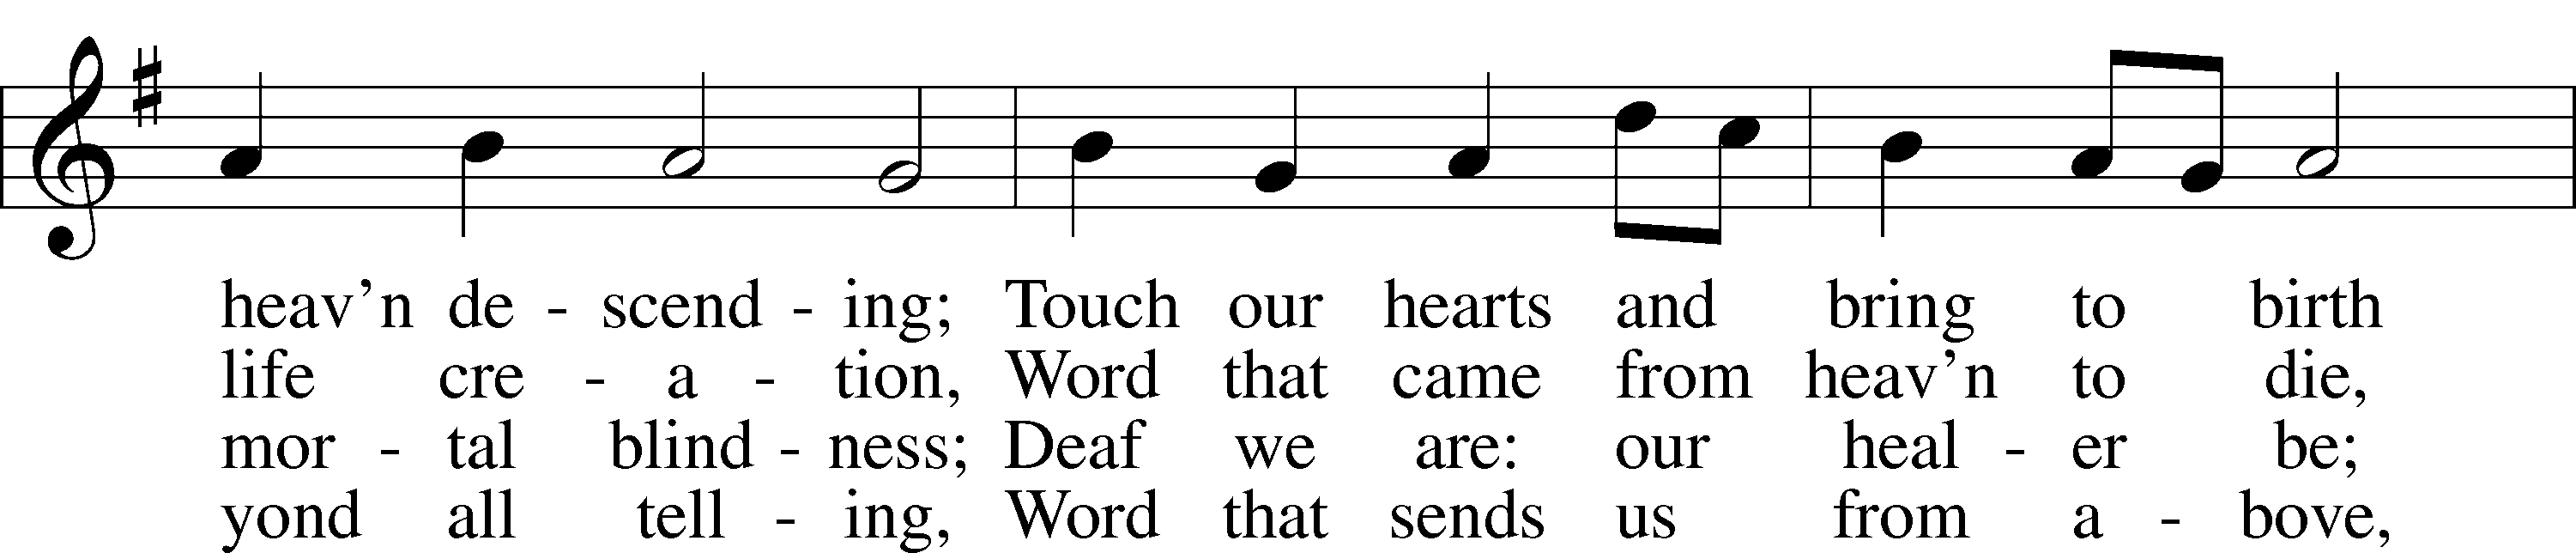 heav’n de - scend - ing; Touch our hearts and bring to birth
life cre - a - tion, Word that came from heav’n to die,
mor - tal blind - ness; Deaf we are: our heal - er be;
yond all tell - ing, Word that sends us from a - bove,